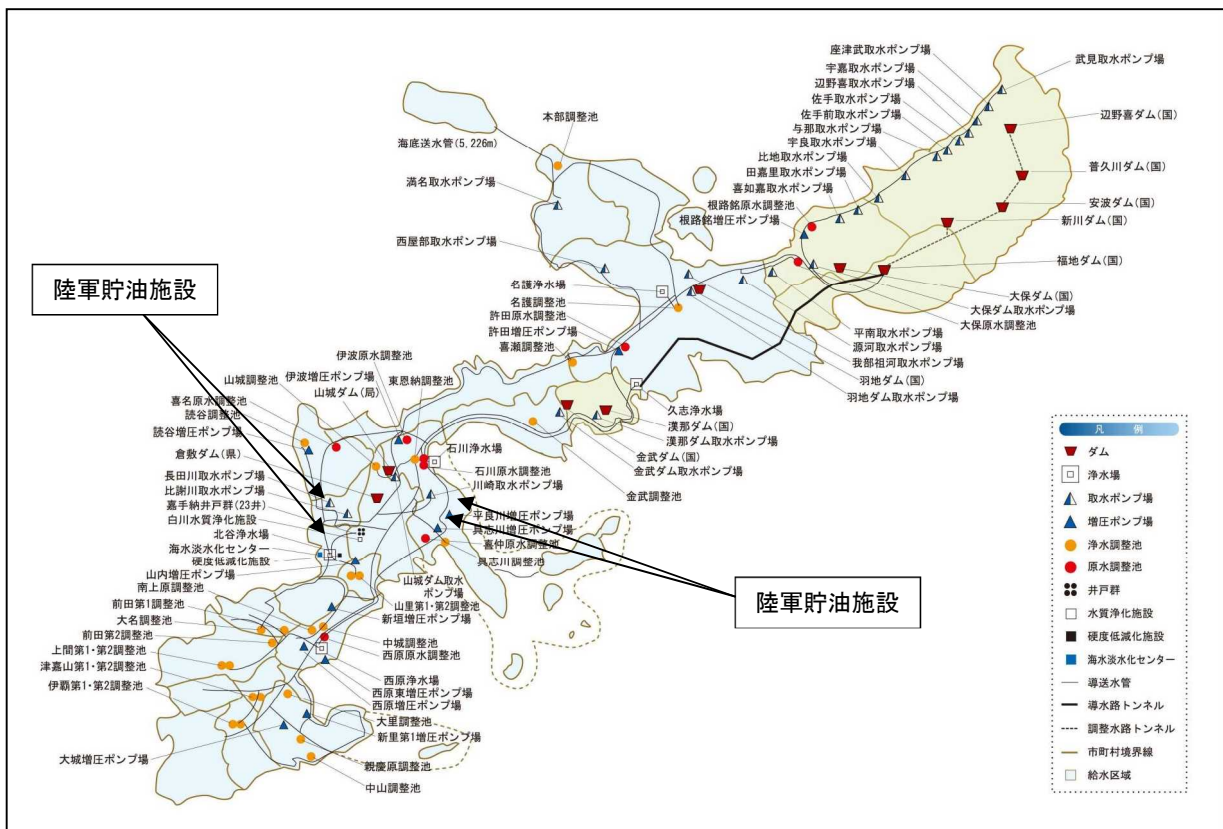 座津武取水ポンプ場
宇嘉取水ポンプ場
辺野喜取水ポンプ場
佐手取水ポンプ場
佐手前取水ポンプ場
与那取水ポンプ場
宇良取水ポンプ場
比地取水ポンプ場
田嘉里取水ポンプ場
喜如嘉取水ポンプ場
根路銘原水調整池
根路銘増圧ポンプ場
武見取水ポンプ場
辺野喜ダム(国)
普久川ダム(国)
安波ダム(国)
新川ダム(国)
福地ダム(国)
大保ダム(国)
大保ダム取水ポンプ場
大保原水調整池
平南取水ポンプ場
源河取水ポンプ場
我部祖河取水ポンプ場
羽地ダム(国)
羽地ダム取水ポンプ場
本部調整池
海底送水管(5,226m)
満名取水ポンプ場
西屋部取水ポンプ場
名護浄水場
名護調整池
許田原水調整池
許田増圧ポンプ場
喜瀬調整池
久志浄水場
漢那ダム(国)
漢那ダム取水ポンプ場
金武ダム(国)
金武ダム取水ポンプ場
金武調整池
陸軍貯油施設
伊波原水調整池
伊波増圧ポンプ場
東恩納調整池
山城調整池
山城ダム(局)
喜名原水調整池
読谷調整池
読谷増圧ポンプ場
倉敷ダム(県)
長田川取水ポンプ場
比謝川取水ポンプ場
嘉手納井戸群(23井)
白川水質浄化施設
北谷浄水場
海水淡水化センター
硬度低減化施設
山内増圧ポンプ場
南上原調整池
前田第1調整池
大名調整池
前田第2調整池
上間第1・第2調整池
津嘉山第1・第2調整池
伊覇第1・第2調整池
大城増圧ポンプ場
石川浄水場
石川原水調整池
川崎取水ポンプ場
平良川増圧ポンプ場
具志川増圧ポンプ場
喜仲原水調整池
具志川調整池
陸軍貯油施設
山城ダム取水
ポンプ場
山里第1・第2調整池
新垣増圧ポンプ場
中城調整池
西原原水調整池
西原浄水場
西原東増圧ポンプ場
西原増圧ポンプ場
大里調整池
新里第1増圧ポンプ場
親慶原調整池
中山調整池
凡 例
ダム
浄水場
取水ポンプ場
増圧ポンプ場
浄水調整池
原水調整池
井戸群
水質浄化施設
硬度低減化施設
海水淡水化センター
導送水管
導水路トンネル
調整水路トンネル
市町村境界線
給水区域